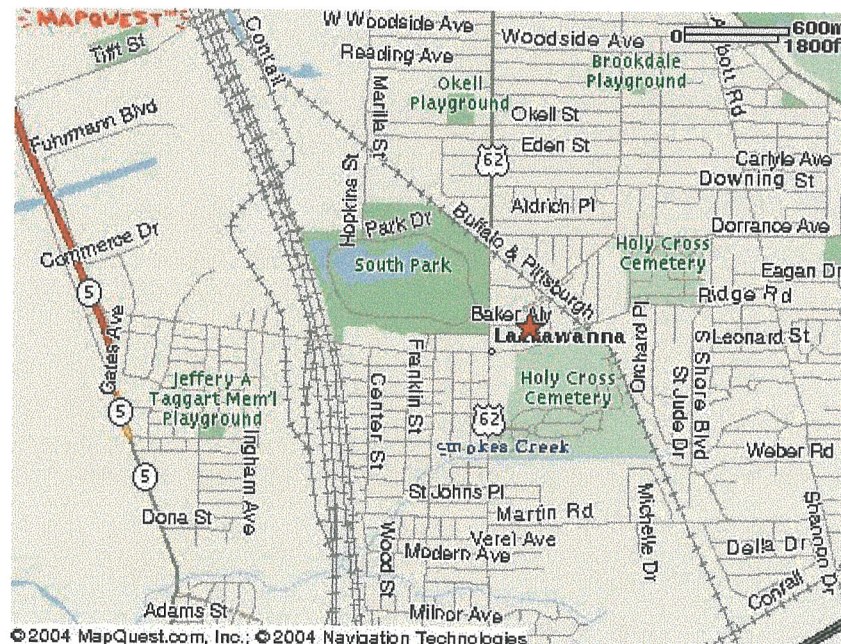 MAPQUEST
Tifft St
Conrail
W Woodside Ave
Woodside Ave
0
600m
1800ft
Reading Ave
Brookdale
Playground
Abbott Rd
Okell
Playground
Marilla St
Okell St
Fuhrmann Blvd
Eden St
62
Carlyle Ave
Downing St
Hopkins St
Park Dr
Aldrich Pl
Buffalo & Pittsburgh
Dorrance Ave
Commerce Dr
South Park
Holy Cross
Cemetery
Eagan Dr
5
Ridge Rd
Baker Aly
Lackawanna
Orchard Pl
Leonard St
Gates Ave
Jeffery A
Taggart Mem'l
Playground
Franklin St
Center St
Holy Cross
Cemetery
St Jude Dr
S Shore Blvd
5
62
Smokes Creek
Weber Rd
Ingham Ave
5
St Johns Pl
Martin Rd
Michelle Dr
Shannon Dr
Dona St
Wood St
Verel Ave
Modern Ave
Della Dr
Conrail
Adams St
Milnor Ave
©2004 MapQuest.com, Inc.; ©2004 Navigation Technologies